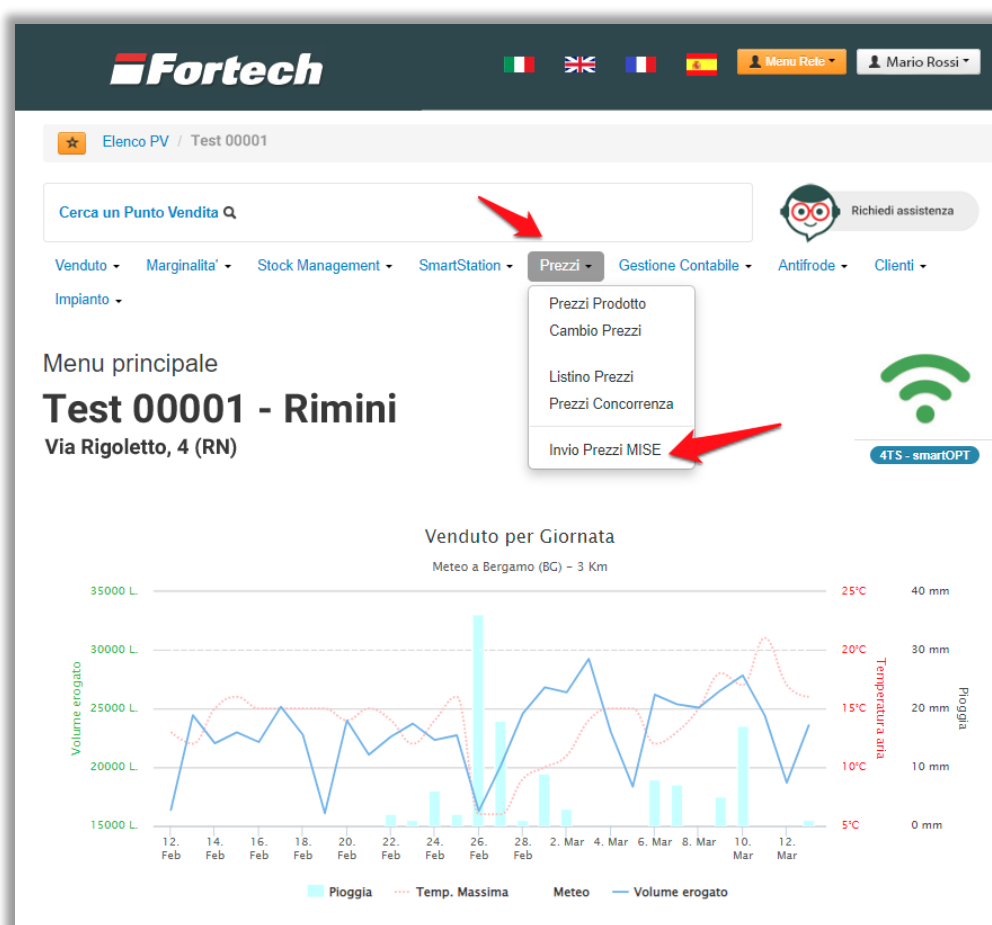 Fortech
Menu Rete
Mario Rossi
Elenco PV / Test 00001
Cerca un Punto Vendita
Richiedi assistenza
Venduto Marginalita' Stock Management SmartStation Prezzi Gestione Contabile Antifrode Clienti
Impianto
Prezzi Prodotto
Cambio Prezzi
Listino Prezzi
Prezzi Concorrenza
Invio Prezzi MISE
Menu principale
Test 00001 - Rimini
Via Rigoletto, 4 (RN)
4TS - smartOPT
Venduto per Giornata
Meteo a Bergamo (BG) - 3 Km
35000 L. 25°C 40 mm
30000 L. 20°C 30 mm
25000 L. 15°C 20 mm
20000 L. 10°C 10 mm
15000 L. 5°C 0 mm
Volume erogato
Temperatura aria
Pioggia
12. Feb
14. Feb
16. Feb
18. Feb
20. Feb
22. Feb
24. Feb
26. Feb
28. Feb
2. Mar
4. Mar
6. Mar
8. Mar
10. Mar
12. Mar
Pioggia Temp. Massima Meteo Volume erogato